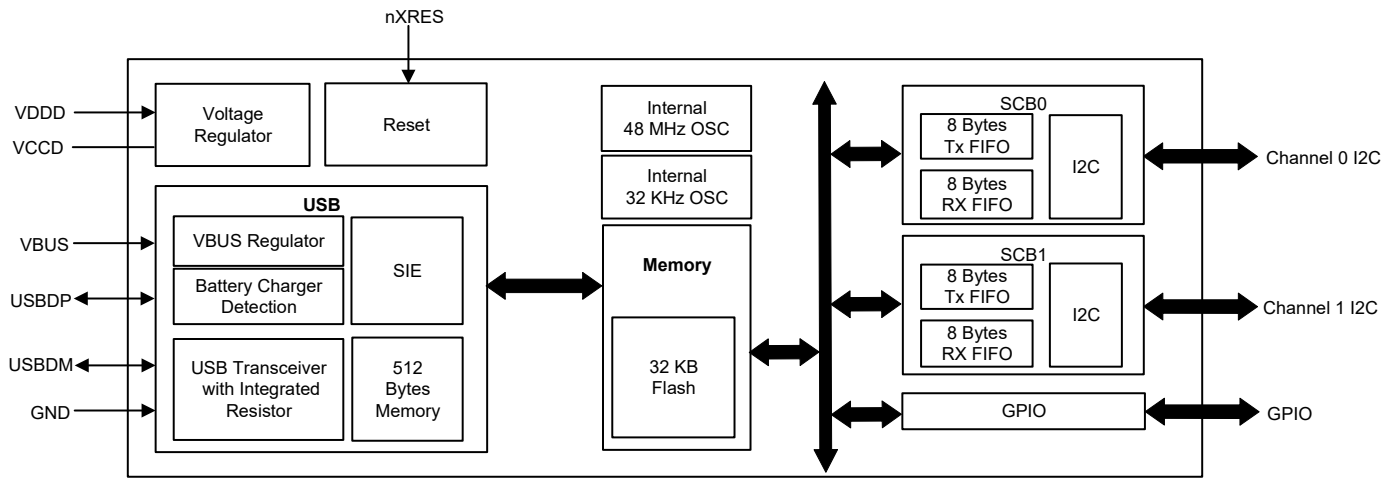 nXRES
VDDD
VCCD
Voltage
Regulator
Reset
USB
VBUS
VBUS Regulator
SIE
USBDP
Battery Charger
Detection
USBDM
USB Transceiver
with Integrated
Resistor
512
Bytes
Memory
GND
Internal
48 MHz OSC
Internal
32 KHz OSC
Memory
32 KB
Flash
SCB0
8 Bytes
Tx FIFO
8 Bytes
RX FIFO
I2C
Channel 0 I2C
SCB1
8 Bytes
Tx FIFO
8 Bytes
RX FIFO
I2C
Channel 1 I2C
GPIO
GPIO